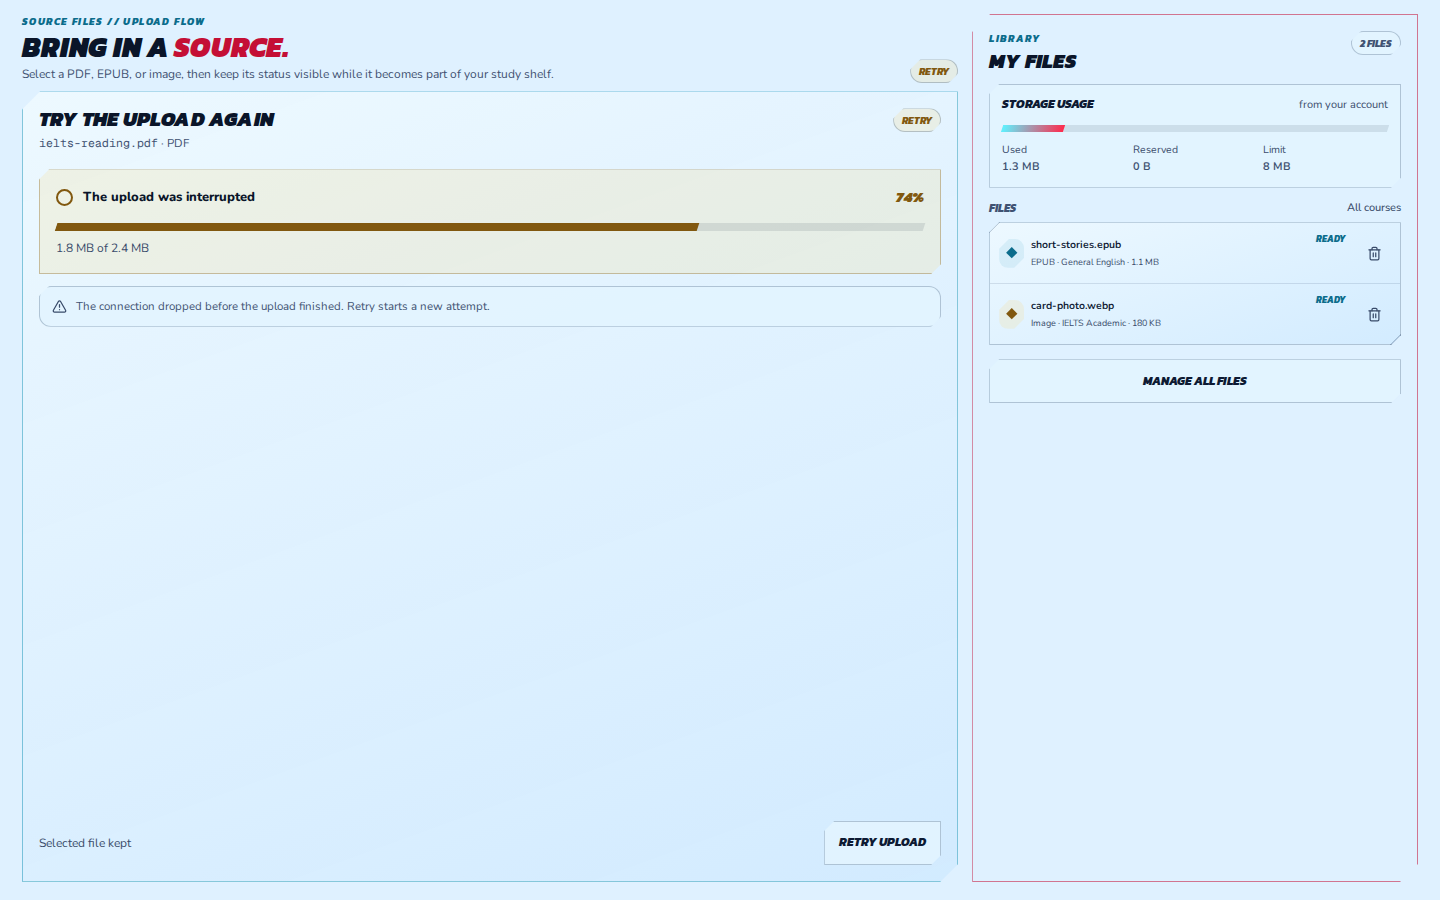 SOURCE FILES // UPLOAD FLOW
BRING IN A SOURCE.
Select a PDF, EPUB, or image, then keep its status visible while it becomes part of your study shelf.
RETRY
TRY THE UPLOAD AGAIN
RETRY
ielts-reading.pdf · PDF
The upload was interrupted
74%
1.8 MB of 2.4 MB
The connection dropped before the upload finished. Retry starts a new attempt.
Selected file kept
RETRY UPLOAD
LIBRARY
MY FILES
2 FILES
STORAGE USAGE
from your account
Used
Reserved
Limit
1.3 MB
0 B
8 MB
FILES
All courses
short-stories.epub
READY
EPUB · General English · 1.1 MB
card-photo.webp
READY
Image · IELTS Academic · 180 KB
MANAGE ALL FILES